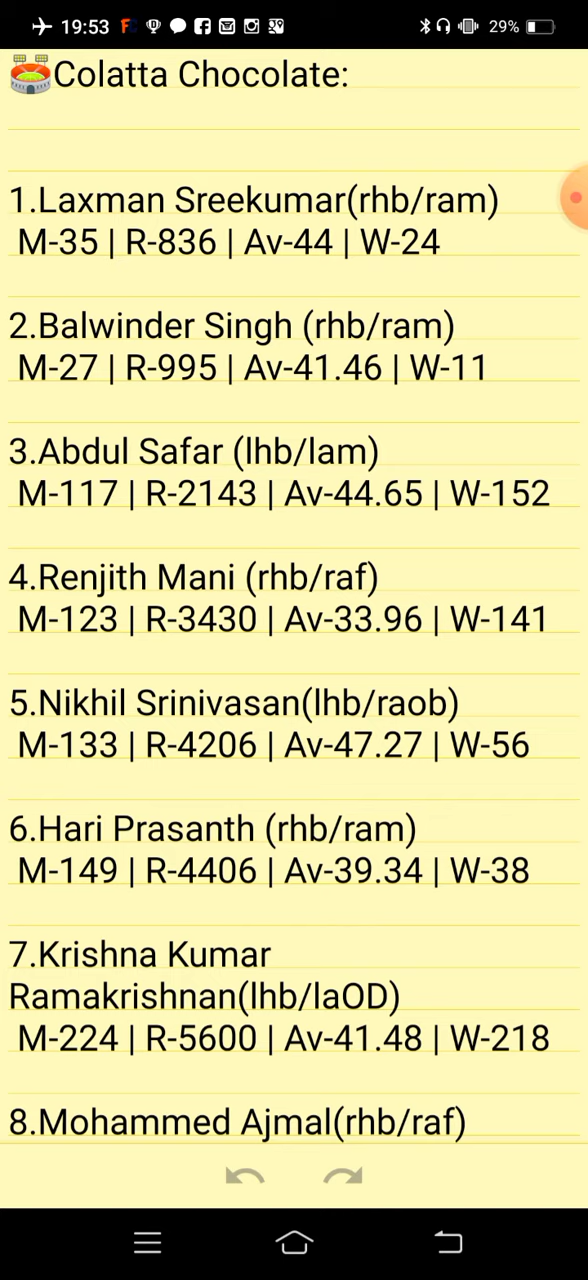 19:53
29%
Colatta Chocolate:
1.Laxman Sreekumar(rhb/ram)
M-35 | R-836 | Av-44 | W-24
2.Balwinder Singh (rhb/ram)
M-27 | R-995 | Av-41.46 | W-11
3.Abdul Safar (lhb/lam)
M-117 | R-2143 | Av-44.65 | W-152
4.Renjith Mani (rhb/raf)
M-123 | R-3430 | Av-33.96 | W-141
5.Nikhil Srinivasan(lhb/raob)
M-133 | R-4206 | Av-47.27 | W-56
6.Hari Prasanth (rhb/ram)
M-149 | R-4406 | Av-39.34 | W-38
7.Krishna Kumar
Ramakrishnan(lhb/laOD)
M-224 | R-5600 | Av-41.48 | W-218
8.Mohammed Ajmal(rhb/raf)